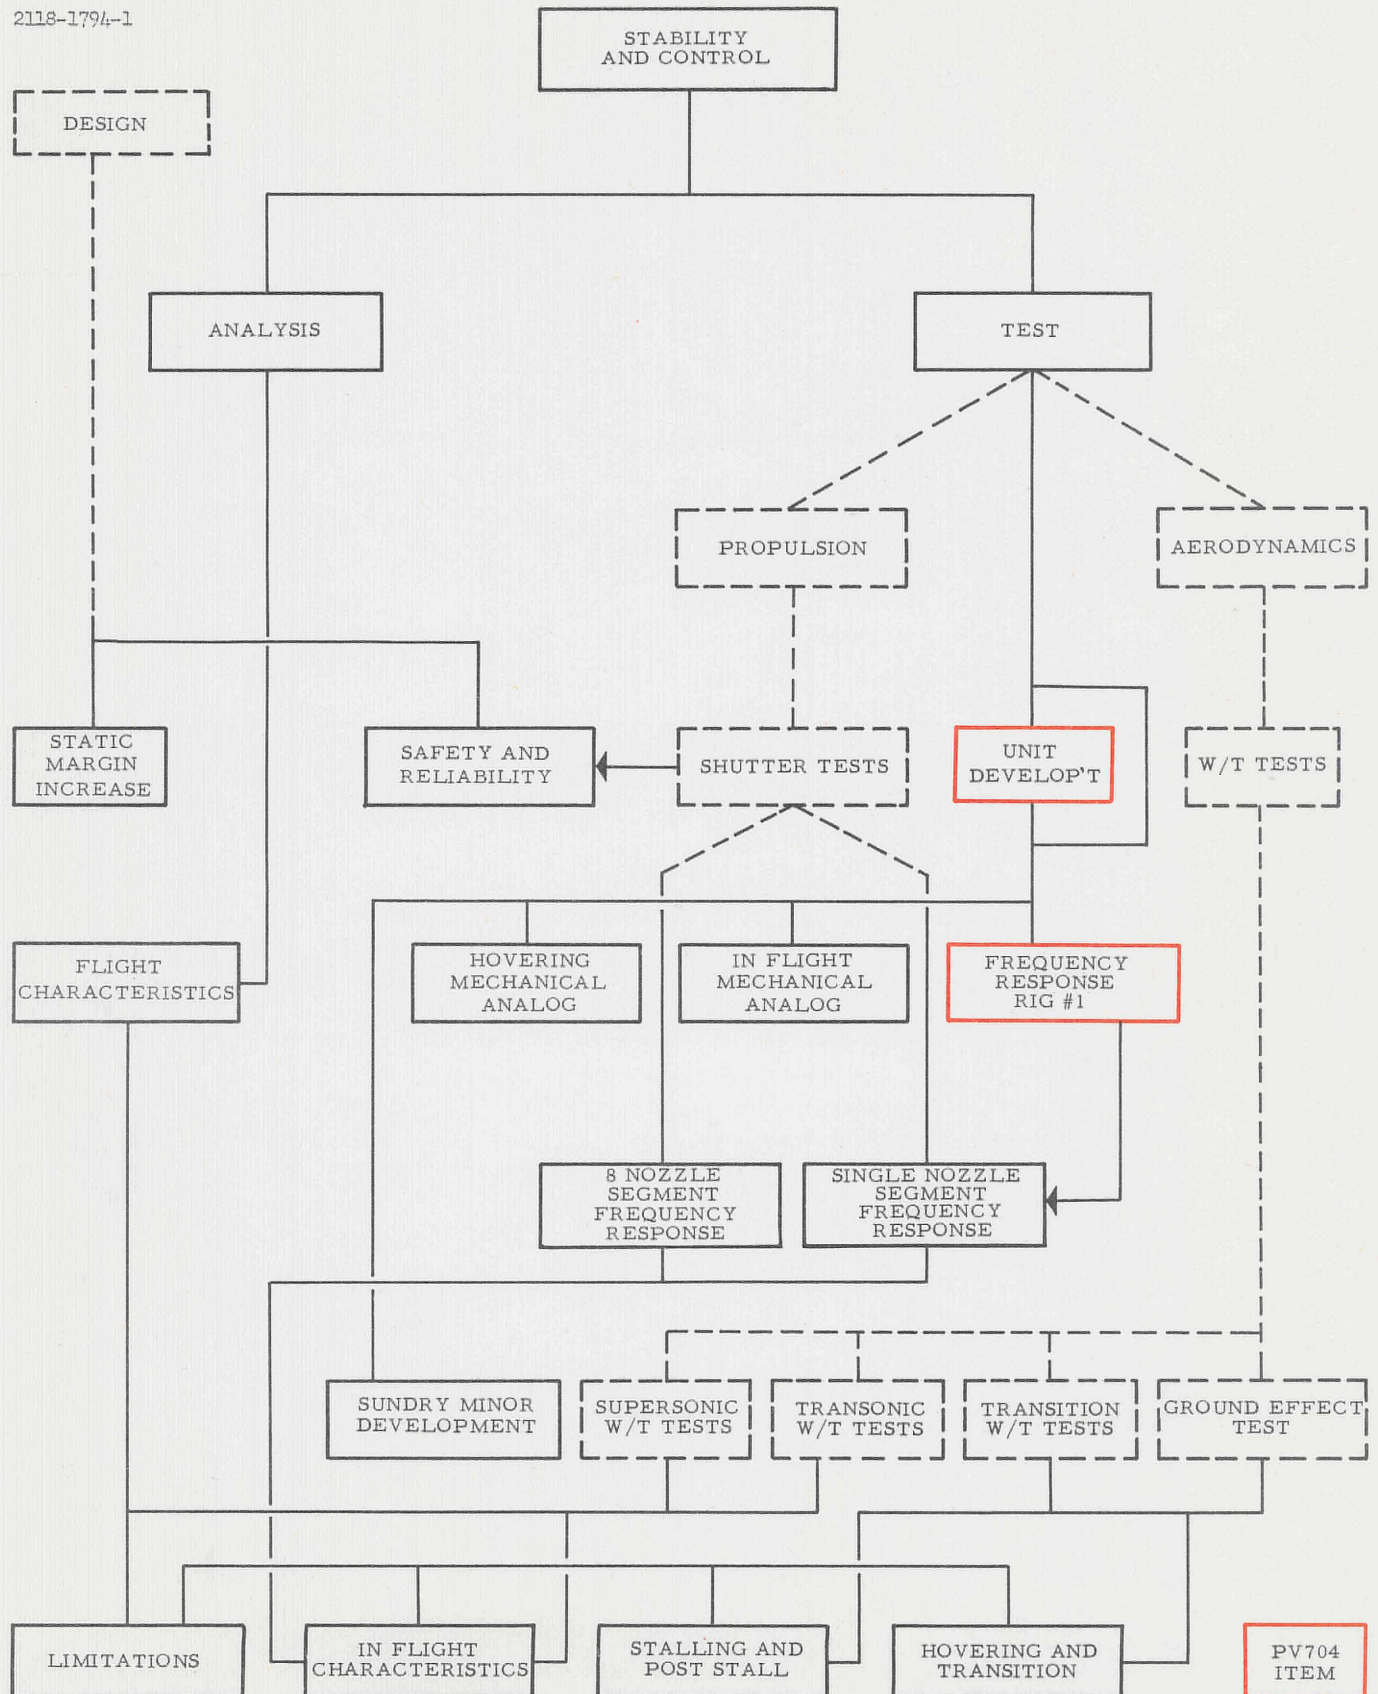 2118-1794-1
STABILITY
AND CONTROL
DESIGN
ANALYSIS
TEST
PROPULSION
AERODYNAMICS
STATIC
MARGIN
INCREASE
SAFETY AND
RELIABILITY
SHUTTER TESTS
UNIT
DEVELOP'T
W/T TESTS
FLIGHT
CHARACTERISTICS
HOVERING
MECHANICAL
ANALOG
IN FLIGHT
MECHANICAL
ANALOG
FREQUENCY
RESPONSE
RIG #1
8 NOZZLE
SEGMENT
FREQUENCY
RESPONSE
SINGLE NOZZLE
SEGMENT
FREQUENCY
RESPONSE
SUNDRY MINOR
DEVELOPMENT
SUPERSONIC
W/T TESTS
TRANSONIC
W/T TESTS
TRANSITION
W/T TESTS
GROUND EFFECT
TEST
LIMITATIONS
IN FLIGHT
CHARACTERISTICS
STALLING AND
POST STALL
HOVERING AND
TRANSITION
PV704
ITEM